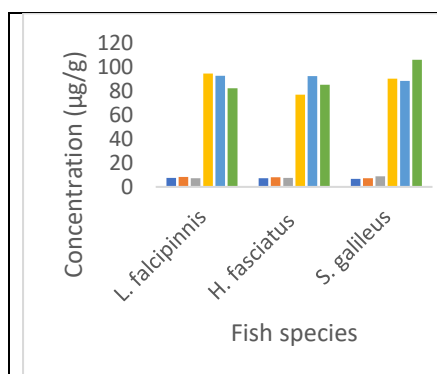 120
100
80
60
40
20
0
Concentration (µg/g)
L. falcipinnis
H. fasciatus
S. galileus
Fish species